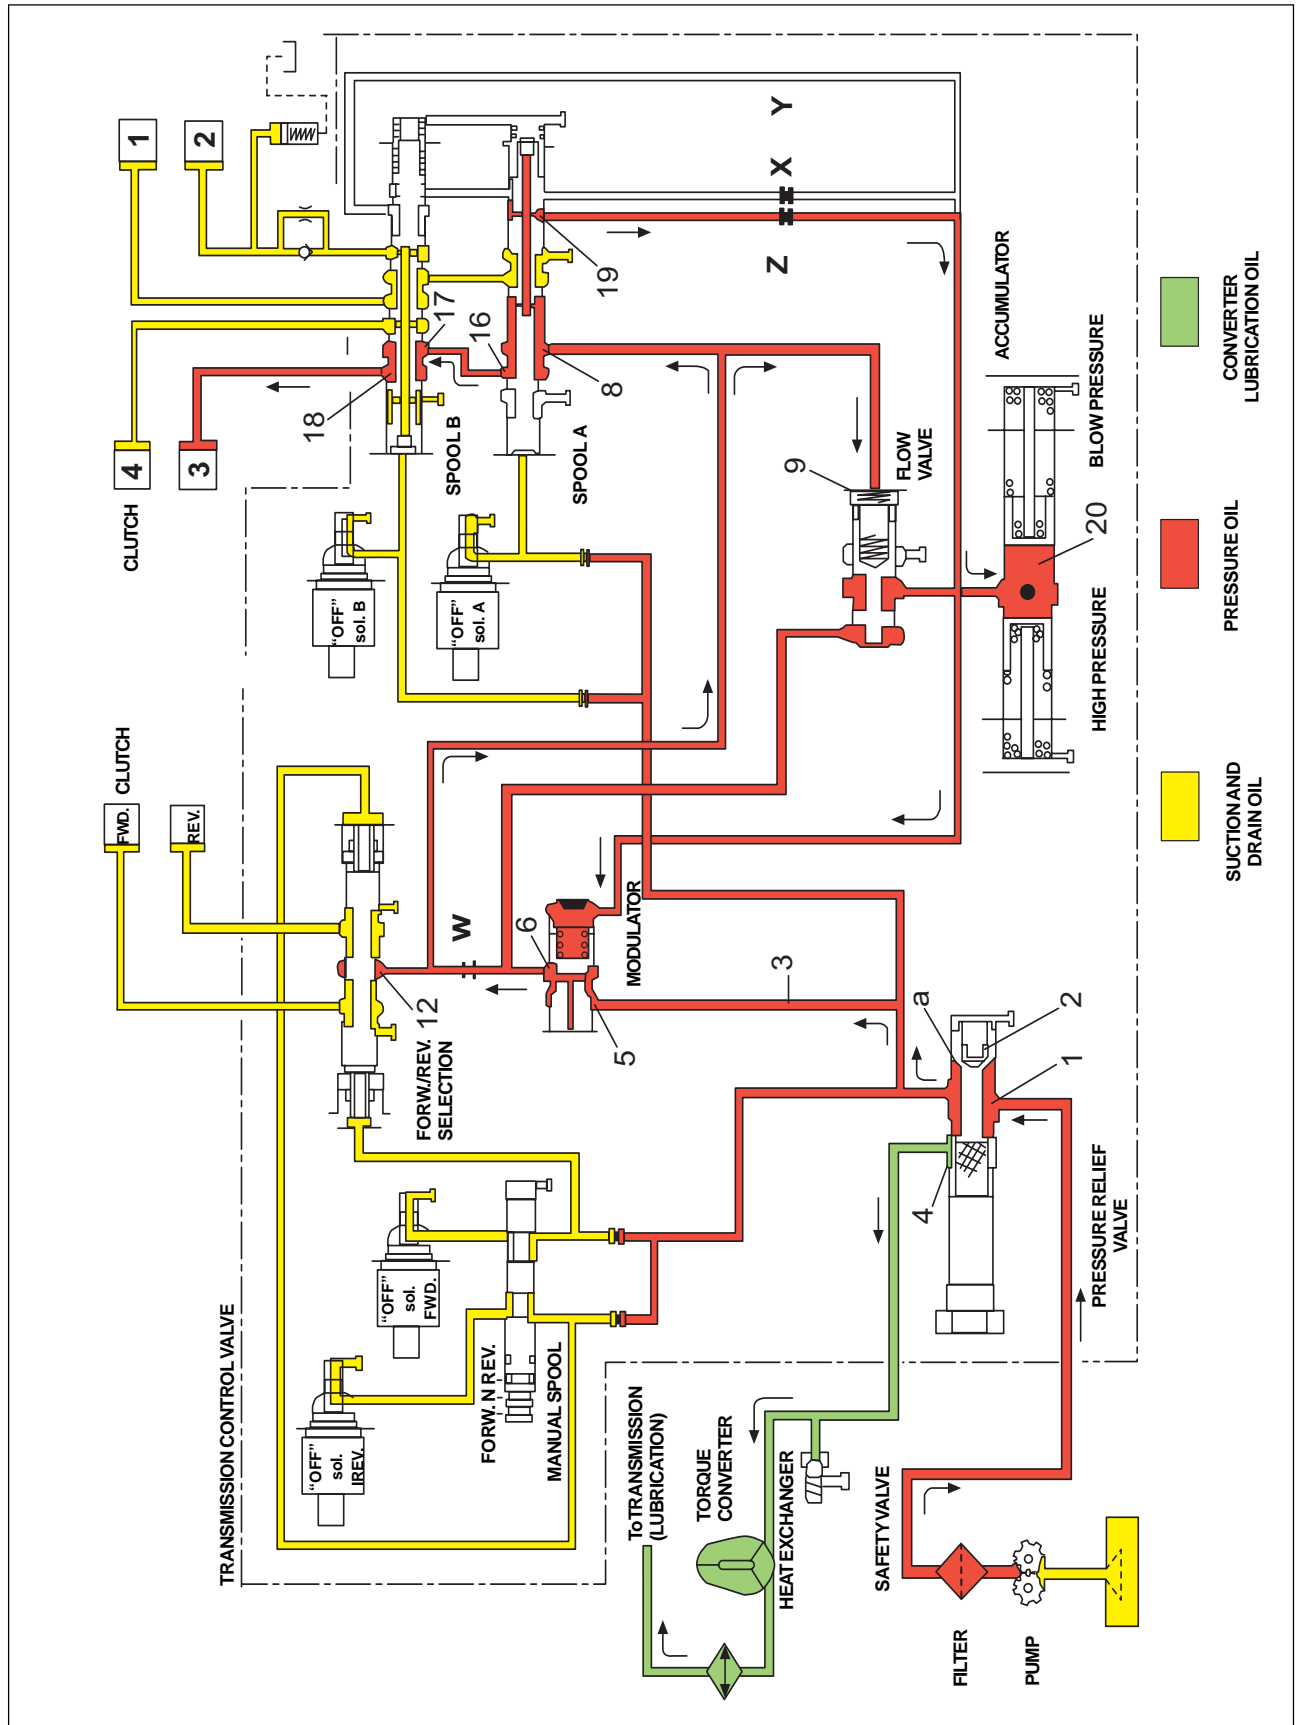 TRANSMISSION CONTROL VALVE
CLUTCH
4
3
1
2
"OFF"
sol. B
"OFF"
sol. A
SPOOL B
SPOOL A
18
17
16
8
19
Z
X
Y
CLUTCH
FWD.
REV.
"OFF"
sol.
IREV.
"OFF"
sol.
FWD.
FORW. N REV.
MANUAL SPOOL
FORW./REV.
SELECTION
12
W
6
5
MODULATOR
3
FLOW
VALVE
9
ACCUMULATOR
HIGH PRESSURE
BLOW PRESSURE
20
a
2
1
4
PRESSURE RELIEF
VALVE
To TRANSMISSION
(LUBRICATION)
TORQUE
CONVERTER
HEAT EXCHANGER
SAFETY VALVE
FILTER
PUMP
SUCTION AND
DRAIN OIL
PRESSURE OIL
CONVERTER
LUBRICATION OIL